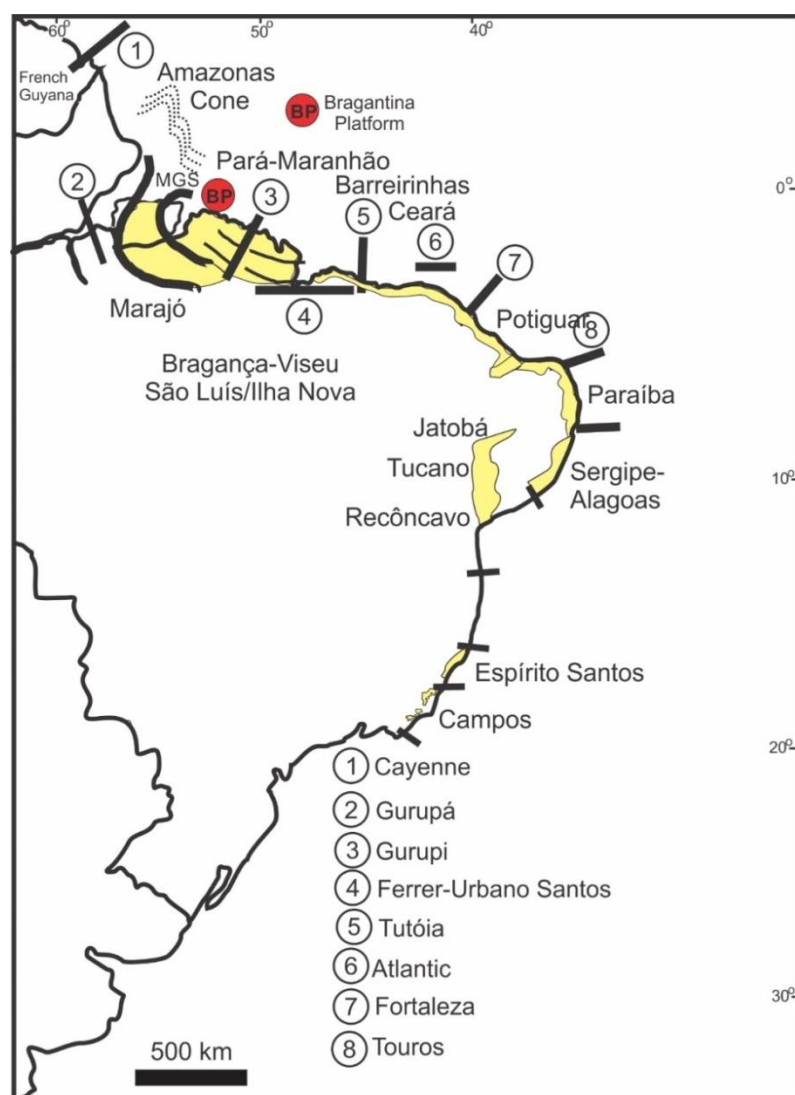 60°
50°
40°
1
French
Guyana
Amazonas
Cone
BP
Bragantina
Platform
2
MGS
Pará-Maranhão
BP
3
Barreirinhas
5
Ceará
6
0°
7
Marajó
4
Potiguar
8
Bragança-Viseu
São Luís/Ilha Nova
Paraíba
Jatobá
Tucano
Sergipe-
Alagoas
10°
Recôncavo
Espírito Santos
Campos
20°
1 Cayenne
2 Gurupá
3 Gurupi
4 Ferrer-Urbano Santos
5 Tutóia
6 Atlantic
7 Fortaleza
8 Touros
30°
500 km